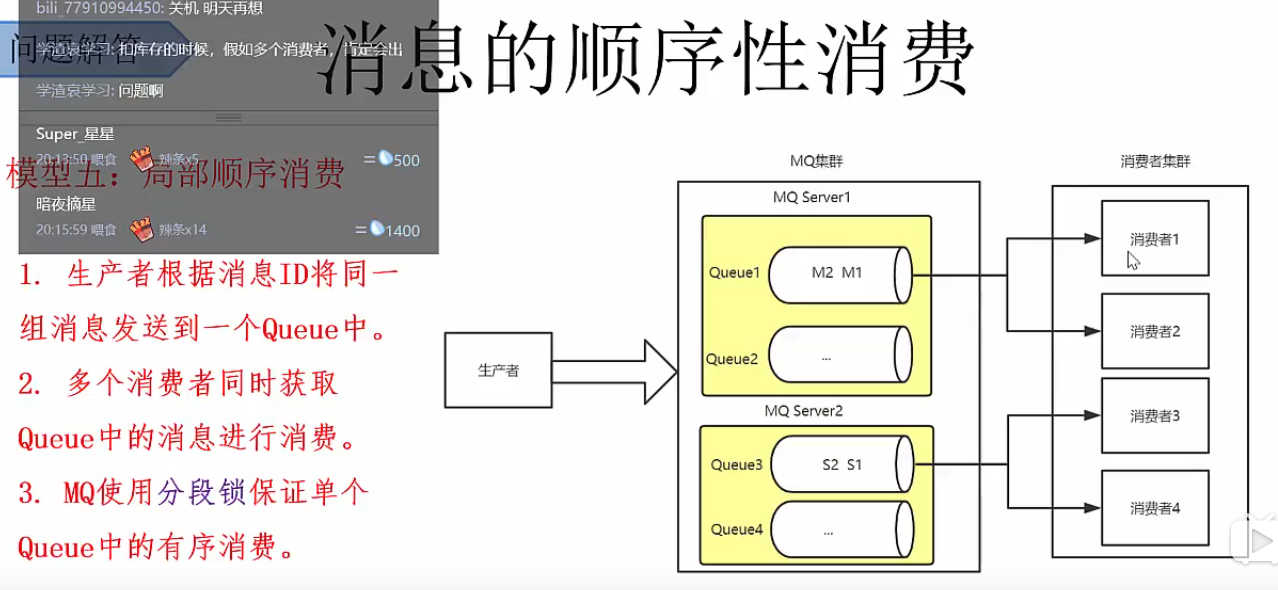 bili_77910994450: 关机 明天再想
问题解答
学渣衰学习: 扣库存的时候，假如多个消费者，肯定会出
学渣衰学习: 问题啊
消息的顺序性消费
Super_星星
20:13:50 喂食 辣条x5 =500
模型五：局部顺序消费
暗夜摘星
20:15:59 喂食 辣条x14 =1400
1. 生产者根据消息ID将同一
组消息发送到一个Queue中。
2. 多个消费者同时获取
Queue中的消息进行消费。
3. MQ使用分段锁保证单个
Queue中的有序消费。
生产者
MQ集群
MQ Server1
Queue1 M2 M1
Queue2 ...
MQ Server2
Queue3 S2 S1
Queue4 ...
消费者集群
消费者1
消费者2
消费者3
消费者4